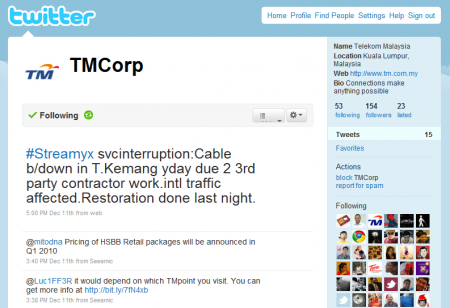 twitter
Home Profile Find People Settings Help Sign out
TM
TMCorp
Following
#Streamyx svcinterruption:Cable
b/down in T.Kemang yday due 2 3rd
party contractor work.intl traffic
affected.Restoration done last night.
5:00 PM Dec 11th from web
@mitodna Pricing of HSBB Retail packages will be announced in
Q1 2010
3:40 PM Dec 11th from Seesmic
@Luc1FF3R it would depend on which TMpoint you visit. You can
get more info at http://bit.ly/7fN4xb
3:38 PM Dec 11th from Seesmic
Name Telekom Malaysia
Location Kuala Lumpur,
Malaysia
Web http://www.tm.com.my
Bio Connections make
anything possible
53 154 23
following followers listed
Tweets 15
Favorites
Actions
block TMCorp
report for spam
Following
TM